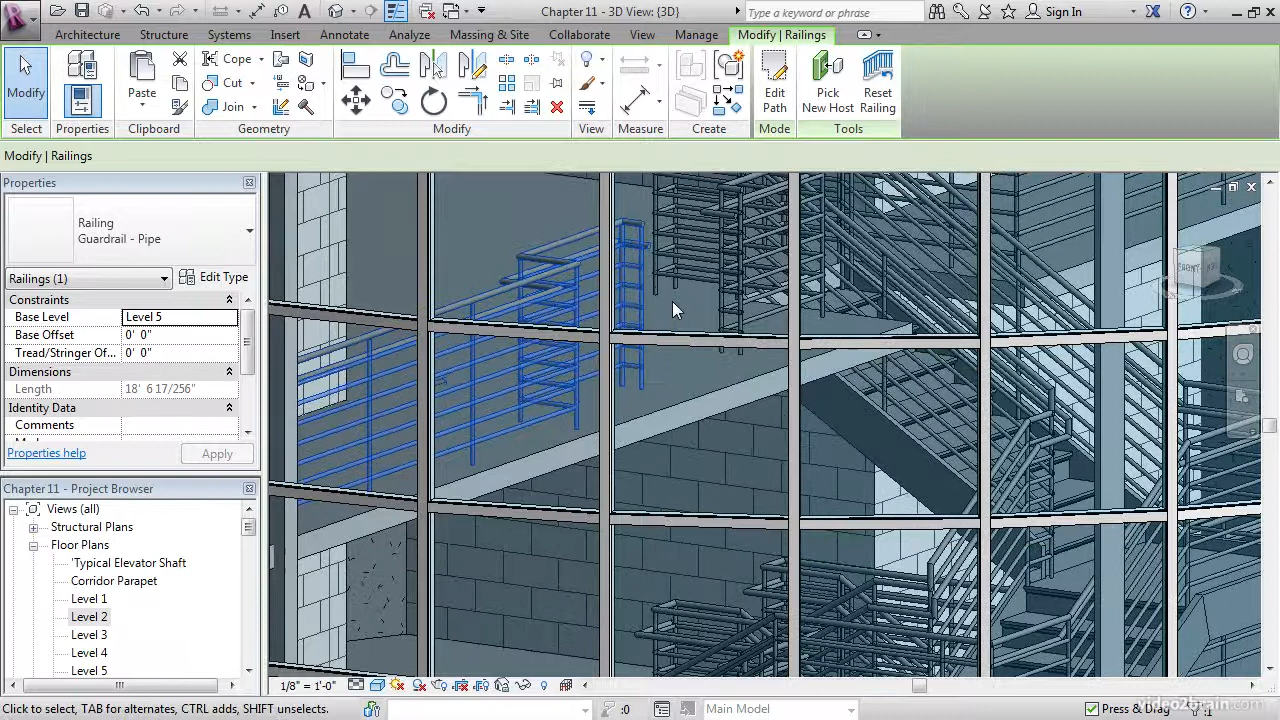 Chapter 11 - 3D View: {3D}
Type a keyword or phrase
Sign In
Architecture Structure Systems Insert Annotate Analyze Massing & Site Collaborate View Manage Modify | Railings
Modify
Paste
Cope
Cut
Join
Edit Path
Pick New Host
Reset Railing
Select Properties Clipboard Geometry Modify View Measure Create Mode Tools
Modify | Railings
Properties
Railing
Guardrail - Pipe
Railings (1)
Edit Type
Constraints
Base Level Level 5
Base Offset 0' 0"
Tread/Stringer Of... 0' 0"
Dimensions
Length 18' 6 17/256"
Identity Data
Comments
Properties help
Apply
Chapter 11 - Project Browser
Views (all)
Structural Plans
Floor Plans
'Typical Elevator Shaft
Corridor Parapet
Level 1
Level 2
Level 3
Level 4
Level 5
FRONT
1/8" = 1'-0"
Click to select, TAB for alternates, CTRL adds, SHIFT unselects.
:0
Main Model
Press & Drag
:1
video2brain.com